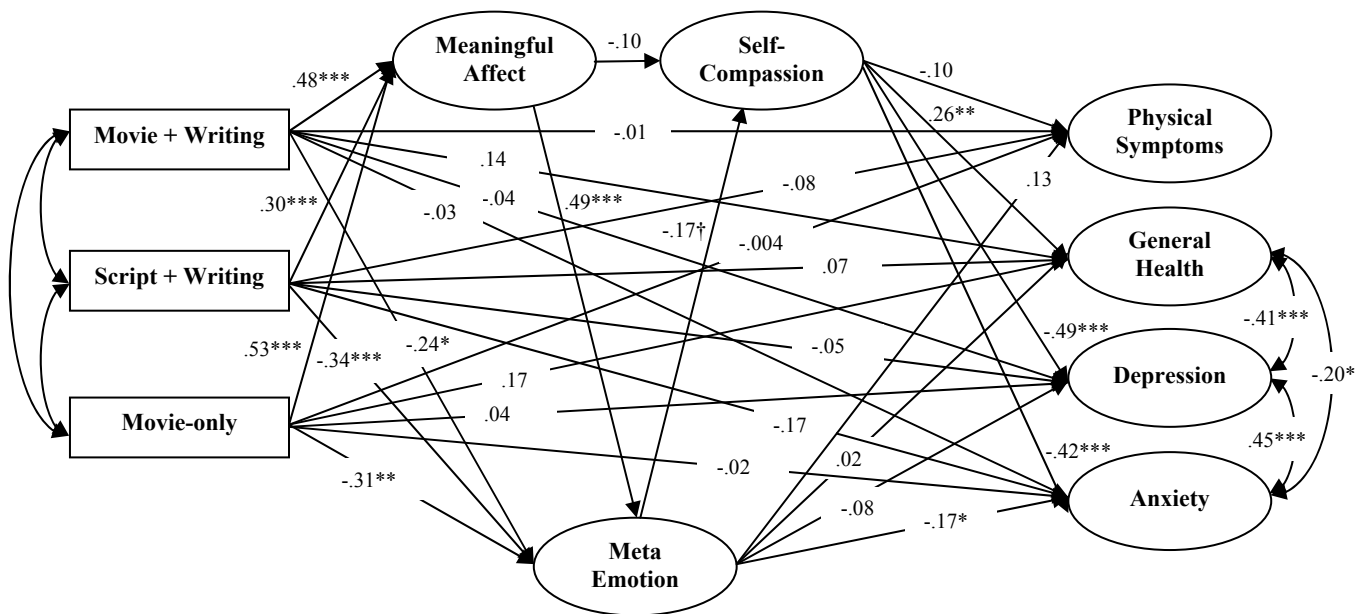 Meaningful
Affect
-.10
Self-
Compassion
.48***
-.10
Movie + Writing
-.01
.26**
Physical
Symptoms
.14
.30***
-.03
-.04
.49***
-.08
.13
-.17†
-.004
Script + Writing
.07
General
Health
.53***
-.34***
-.24*
-.05
-.49***
-.41***
-.20*
Movie-only
.17
.04
Depression
-.17
-.42***
.45***
-.31**
-.02
.02
-.08
-.17*
Anxiety
Meta
Emotion